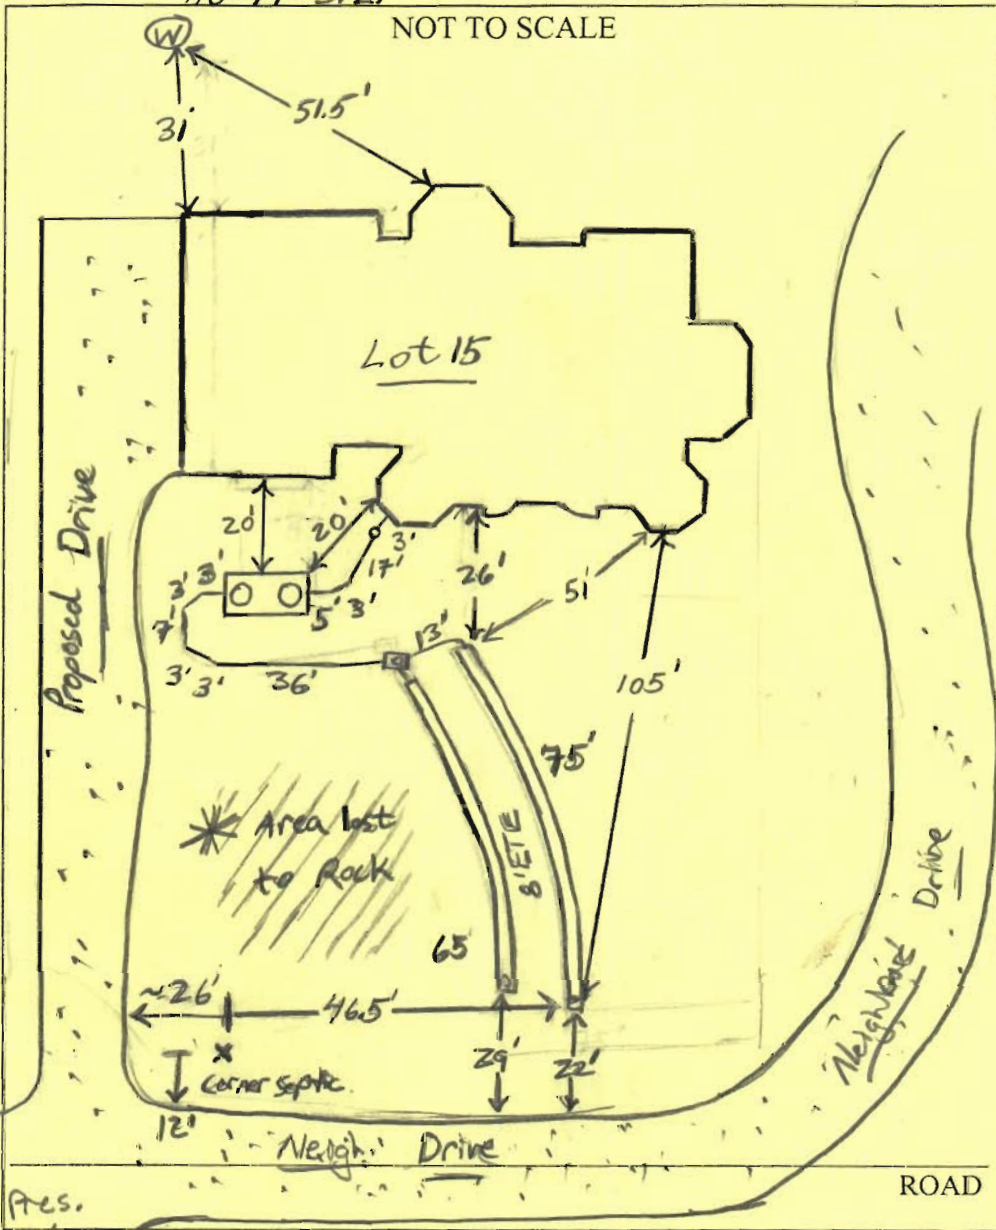 NOT TO SCALE
W
51.5'
31'
Lot 15
Proposed Drive
20'
20'
3'
17'
3'
5'
3'
3'
7'
3'
3'
36'
13'
26'
51'
105'
75'
8' ETE
65'
Area lost
to Rock
~26'
46.5'
29'
22'
x
corner septic
12'
Neigh. Drive
Drive
ROAD